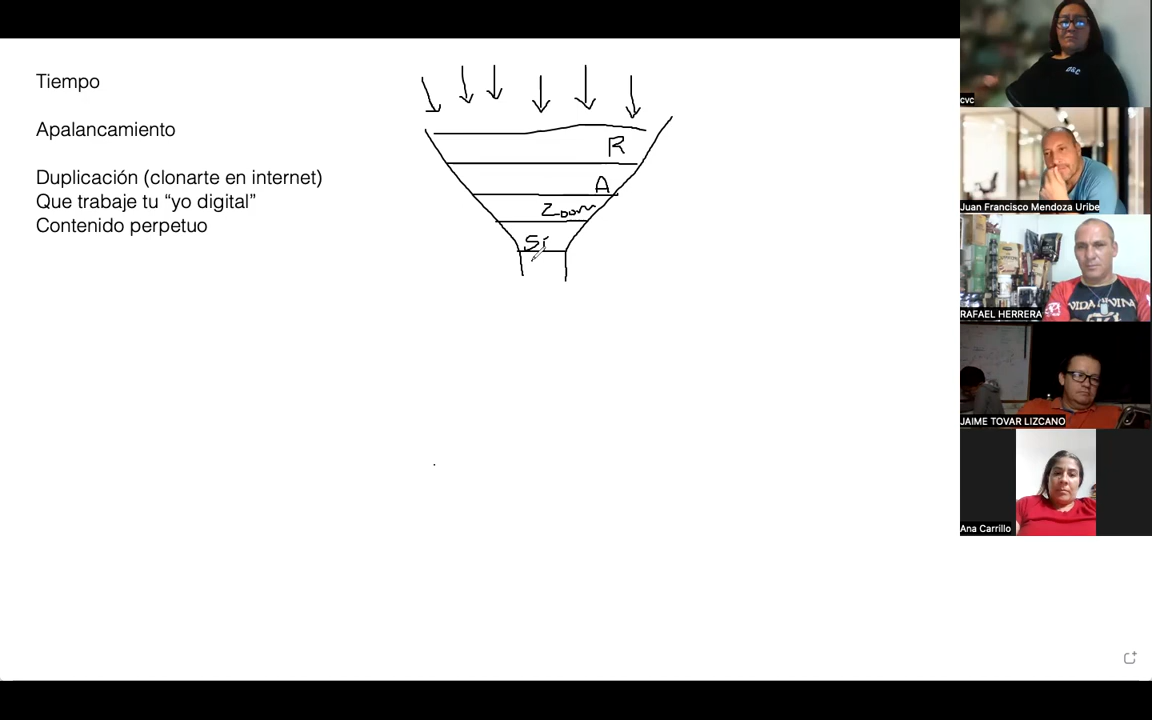 Tiempo
Apalancamiento
Duplicación (clonarte en internet)
Que trabaje tu “yo digital”
Contenido perpetuo
R
A
Zoom
Sí
cvc
Juan Francisco Mendoza Uribe
RAFAEL HERRERA
JAIME TOVAR LIZCANO
Ana Carrillo